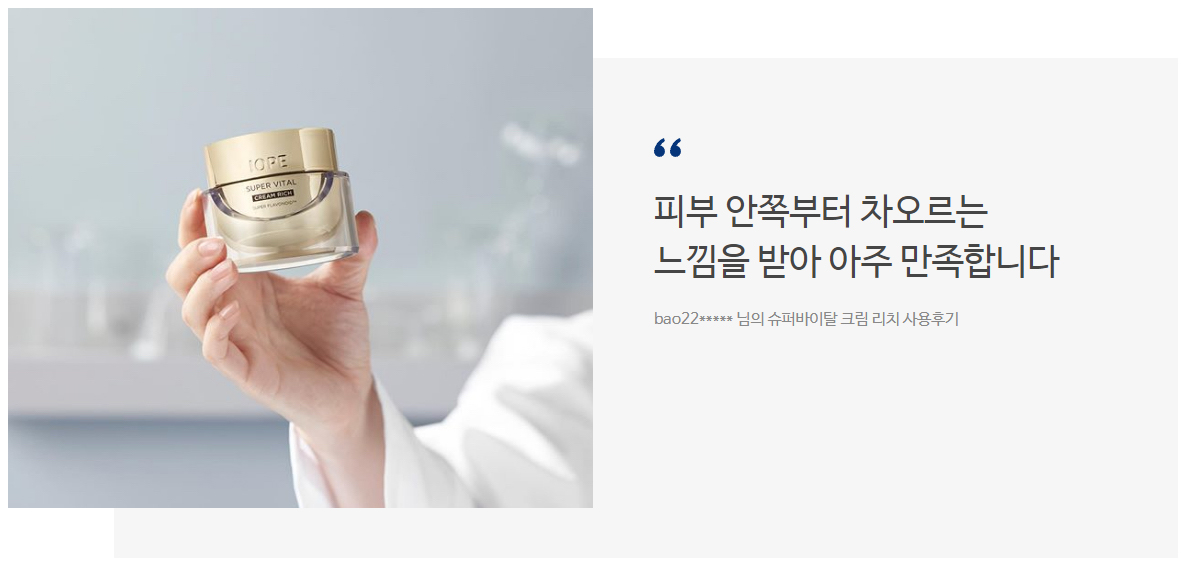 IOPE
SUPER VITAL
CREAM RICH
“
피부 안쪽부터 차오르는
느낌을 받아 아주 만족합니다
bao22***** 님의 슈퍼바이탈 크림 리치 사용후기